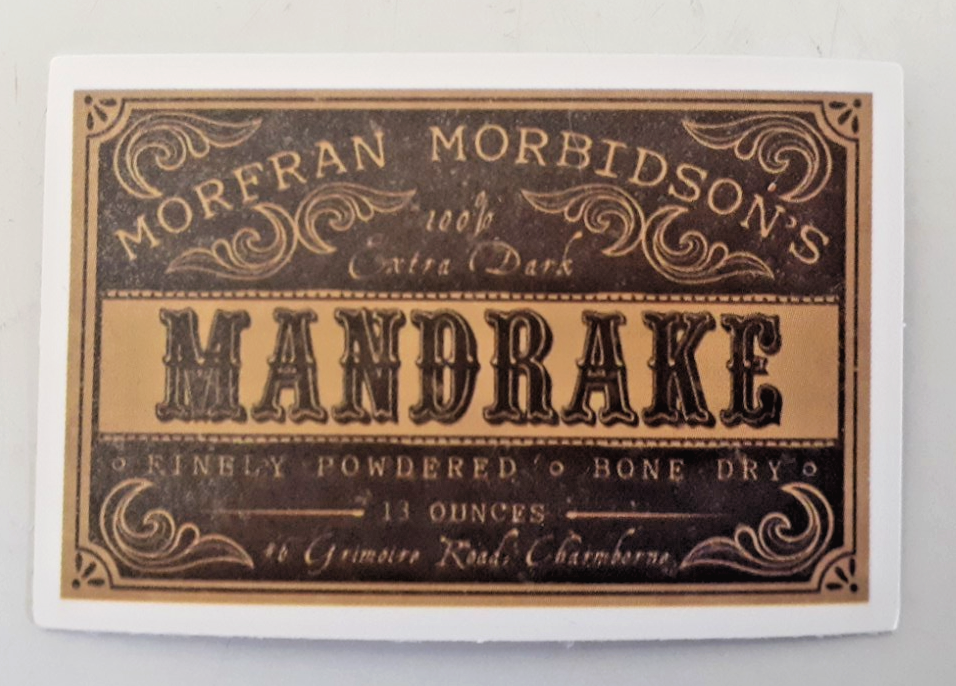 MORFRAN MORBIDSON'S
100%
Extra Dark
MANDRAKE
○ FINELY POWDERED ○ BONE DRY ○
13 OUNCES
46 Grimoire Road, Charmborne